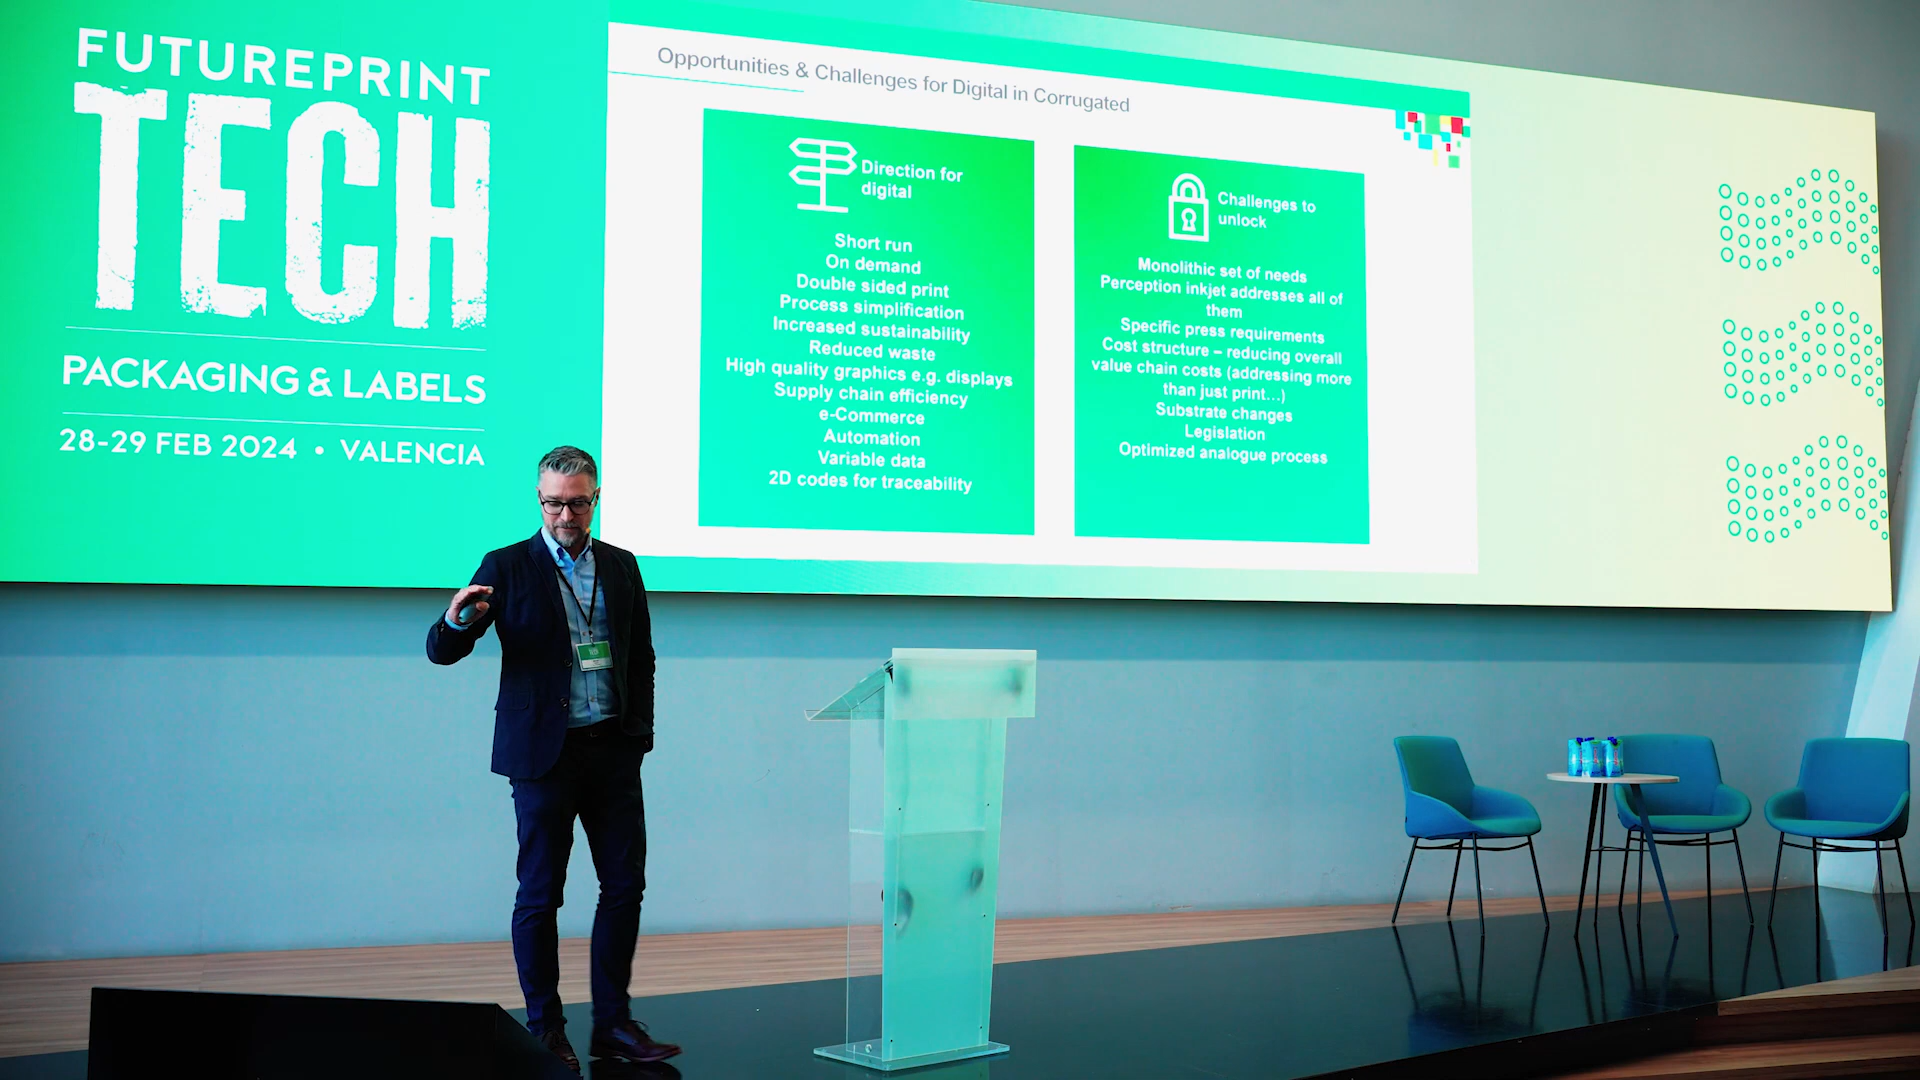 FUTUREPRINT
TECH
PACKAGING & LABELS
28-29 FEB 2024 • VALENCIA
Opportunities & Challenges for Digital in Corrugated
Direction for
digital
Short run
On demand
Double sided print
Process simplification
Increased sustainability
Reduced waste
High quality graphics e.g. displays
Supply chain efficiency
e-Commerce
Automation
Variable data
2D codes for traceability
Challenges to
unlock
Monolithic set of needs
Perception inkjet addresses all of
them
Specific press requirements
Cost structure – reducing overall
value chain costs (addressing more
than just print...)
Substrate changes
Legislation
Optimized analogue process